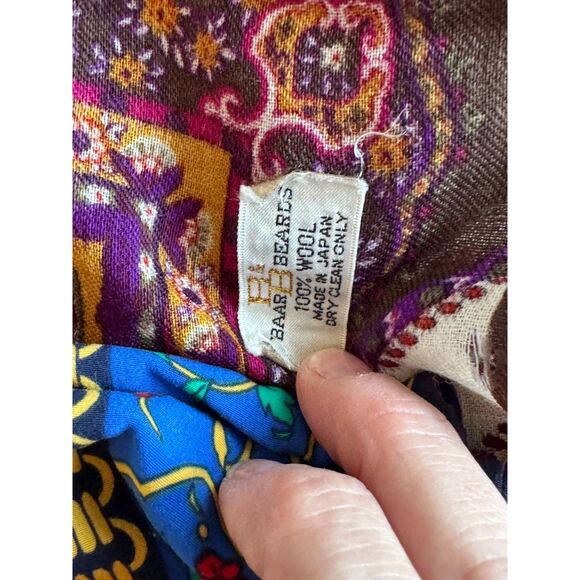 B&B
BAAR & BEARDS
100% WOOL
MADE IN JAPAN
DRY CLEAN ONLY